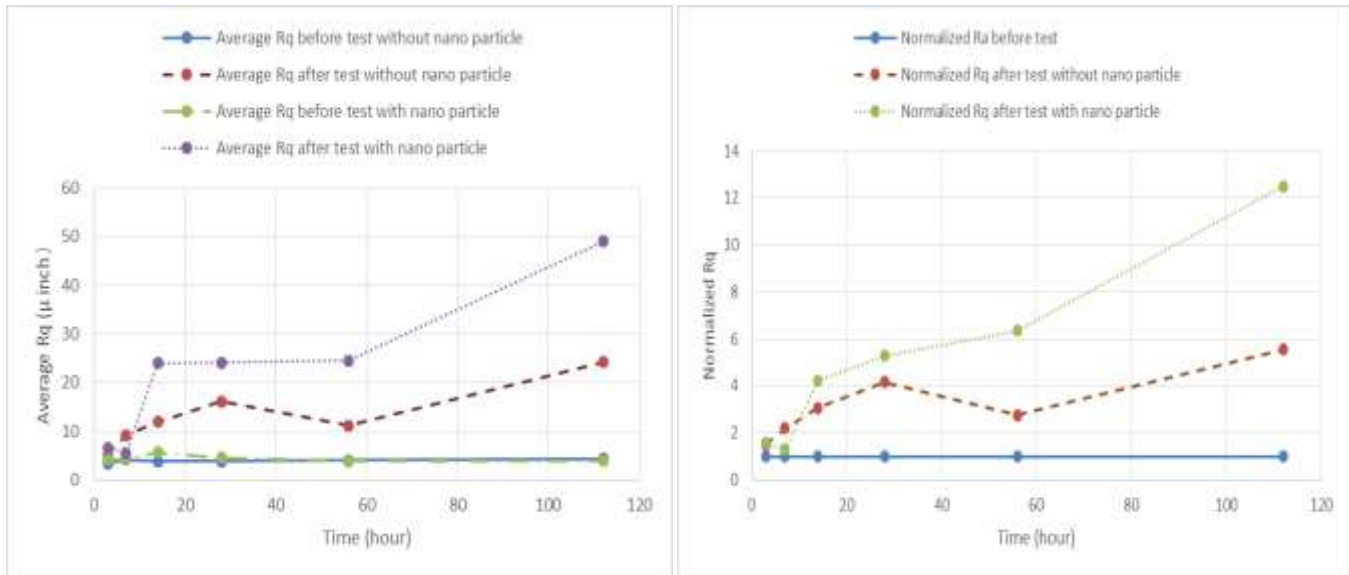 Average Rq before test without nano particle
Average Rq after test without nano particle
Average Rq before test with nano particle
Average Rq after test with nano particle
60
50
40
30
20
10
0
Average Rq (µ inch)
0 20 40 60 80 100 120
Time (hour)
Normalized Ra before test
Normalized Rq after test without nano particle
Normalized Rq after test with nano particle
14
12
10
8
6
4
2
0
Normalized Rq
0 20 40 60 80 100 120
Time (hour)